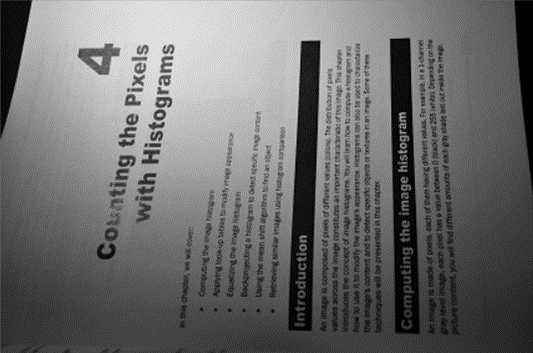 4
Counting the Pixels
with Histograms
In this chapter, we will cover:
Computing the image histogram
Applying look-up tables to modify image appearance
Equalizing the image histogram
Backprojecting a histogram to detect specific image content
Using the mean shift algorithm to find an object
Retrieving similar images using histogram comparison
Introduction
An image is composed of pixels of different values (colors). The distribution of pixels
values across the image constitutes an important characteristic of this image. This chapter
introduces the concept of image histograms. You will learn how to compute a histogram and
how to use it to modify the image's appearance. Histograms can also be used to characterize
the image's content and to detect specific objects or textures in an image. Some of these
techniques will be presented in this chapter.
Computing the image histogram
An image is made of pixels, each of them having different values. For example, in a 1-channel
gray-level image, each pixel has a value between 0 (black) and 255 (white). Depending on the
picture content, you will find different amounts of each gray shade laid out inside the image.